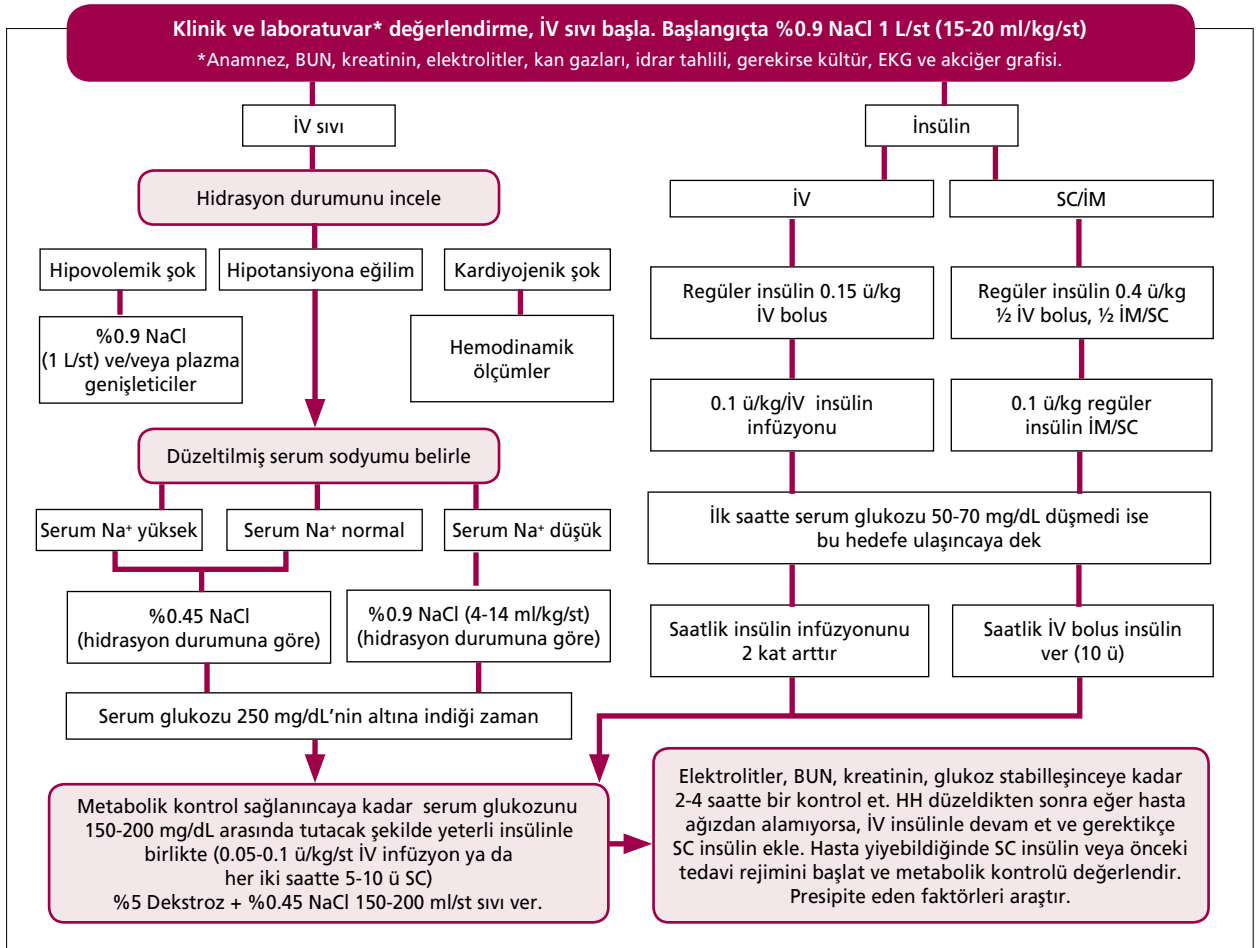 Klinik ve laboratuvar* değerlendirme, İV sıvı başla. Başlangıçta %0.9 NaCl 1 L/st (15-20 ml/kg/st)
*Anamnez, BUN, kreatinin, elektrolitler, kan gazları, idrar tahlili, gerekirse kültür, EKG ve akciğer grafisi.
İV sıvı
Hidrasyon durumunu incele
Hipovolemik şok
Hipotansiyona eğilim
Kardiyojenik şok
%0.9 NaCl
(1 L/st) ve/veya plazma
genişleticiler
Hemodinamik
ölçümler
Düzeltilmiş serum sodyumu belirle
Serum Na⁺ yüksek
Serum Na⁺ normal
Serum Na⁺ düşük
%0.45 NaCl
(hidrasyon durumuna göre)
%0.9 NaCl (4-14 ml/kg/st)
(hidrasyon durumuna göre)
Serum glukozu 250 mg/dL’nin altına indiği zaman
Metabolik kontrol sağlanıncaya kadar serum glukozunu
150-200 mg/dL arasında tutacak şekilde yeterli insülinle
birlikte (0.05-0.1 ü/kg/st İV infüzyon ya da
her iki saatte 5-10 ü SC)
%5 Dekstroz + %0.45 NaCl 150-200 ml/st sıvı ver.
İnsülin
İV
SC/İM
Regüler insülin 0.15 ü/kg
İV bolus
Regüler insülin 0.4 ü/kg
½ İV bolus, ½ İM/SC
0.1 ü/kg/İV insülin
infüzyonu
0.1 ü/kg regüler
insülin İM/SC
İlk saatte serum glukozu 50-70 mg/dL düşmedi ise
bu hedefe ulaşıncaya dek
Saatlik insülin infüzyonunu
2 kat arttır
Saatlik İV bolus insülin
ver (10 ü)
Elektrolitler, BUN, kreatinin, glukoz stabilleşinceye kadar
2-4 saatte bir kontrol et. HH düzeldikten sonra eğer hasta
ağızdan alamıyorsa, İV insülinle devam et ve gerektikçe
SC insülin ekle. Hasta yiyebildiğinde SC insülin veya önceki
tedavi rejimini başlat ve metabolik kontrolü değerlendir.
Presipite eden faktörleri araştır.